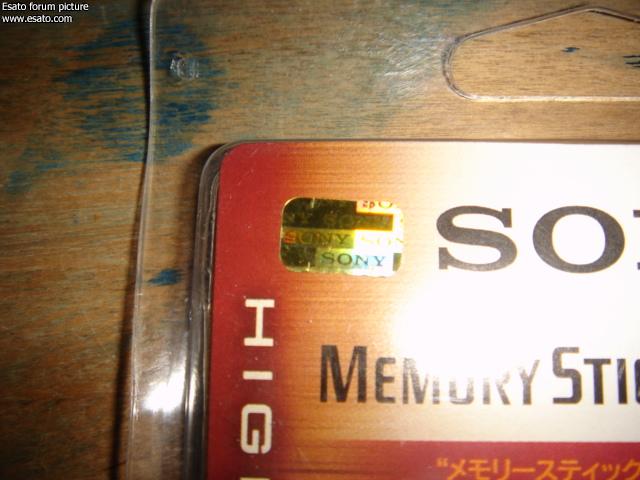 Esato forum picture
www.esato.com
SONY
SONY SON
SONY
SO
HIG
MEMORY STI
"メモリースティック